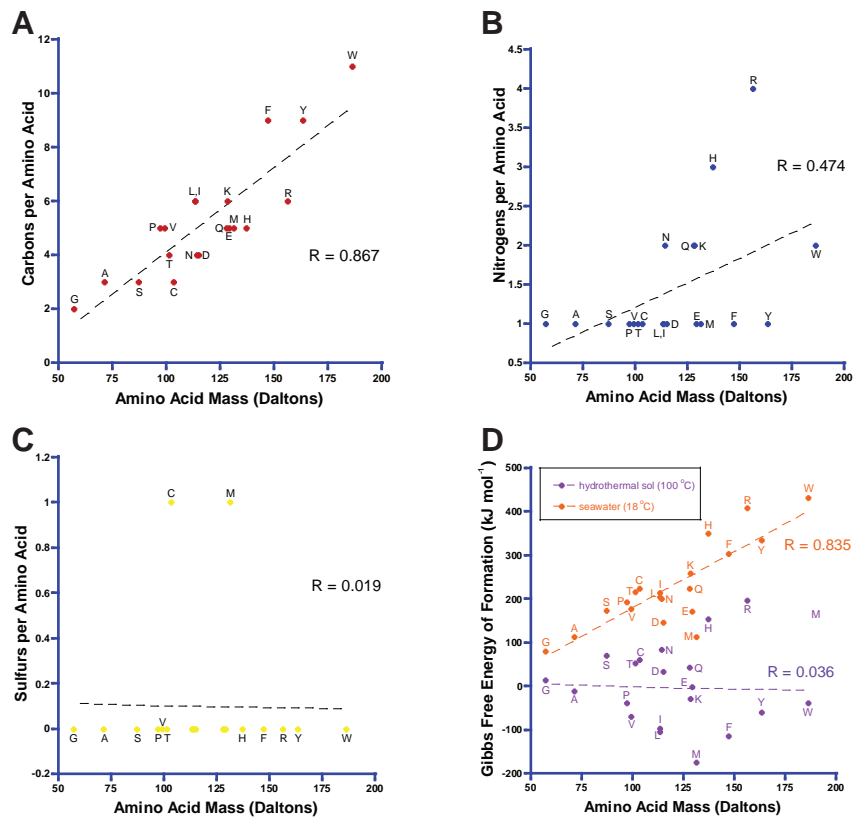 A
12
10
8
6
4
2
0
Carbons per Amino Acid
W
F
Y
L,I
K
R
P
V
Q
M
H
E
T
N
D
A
S
C
G
R = 0.867
50
75
100
125
150
175
200
Amino Acid Mass (Daltons)
B
4.5
4
3.5
3
2.5
2
1.5
1
0.5
Nitrogens per Amino Acid
R
H
R = 0.474
N
Q
K
W
G
A
S
V
C
P
T
L,I
D
E
M
F
Y
50
75
100
125
150
175
200
Amino Acid Mass (Daltons)
C
1.2
1
0.8
0.6
0.4
0.2
0
-0.2
Sulfurs per Amino Acid
C
M
R = 0.019
V
G
A
S
P
T
H
F
R
Y
W
50
75
100
125
150
175
200
Amino Acid Mass (Daltons)
D
500
400
300
200
100
0
-100
-200
Gibbs Free Energy of Formation (kJ mol⁻¹)
hydrothermal sol (100 °C)
seawater (18 °C)
W
R
H
F
Y
R = 0.835
K
I
C
T
L
N
Q
P
S
V
E
D
M
A
G
R
M
H
N
C
T
S
D
Q
R = 0.036
G
A
E
K
P
V
I
L
Y
W
F
M
50
75
100
125
150
175
200
Amino Acid Mass (Daltons)